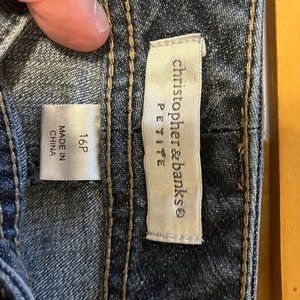 christopher & banks®
PETITE
16P
MADE IN
CHINA